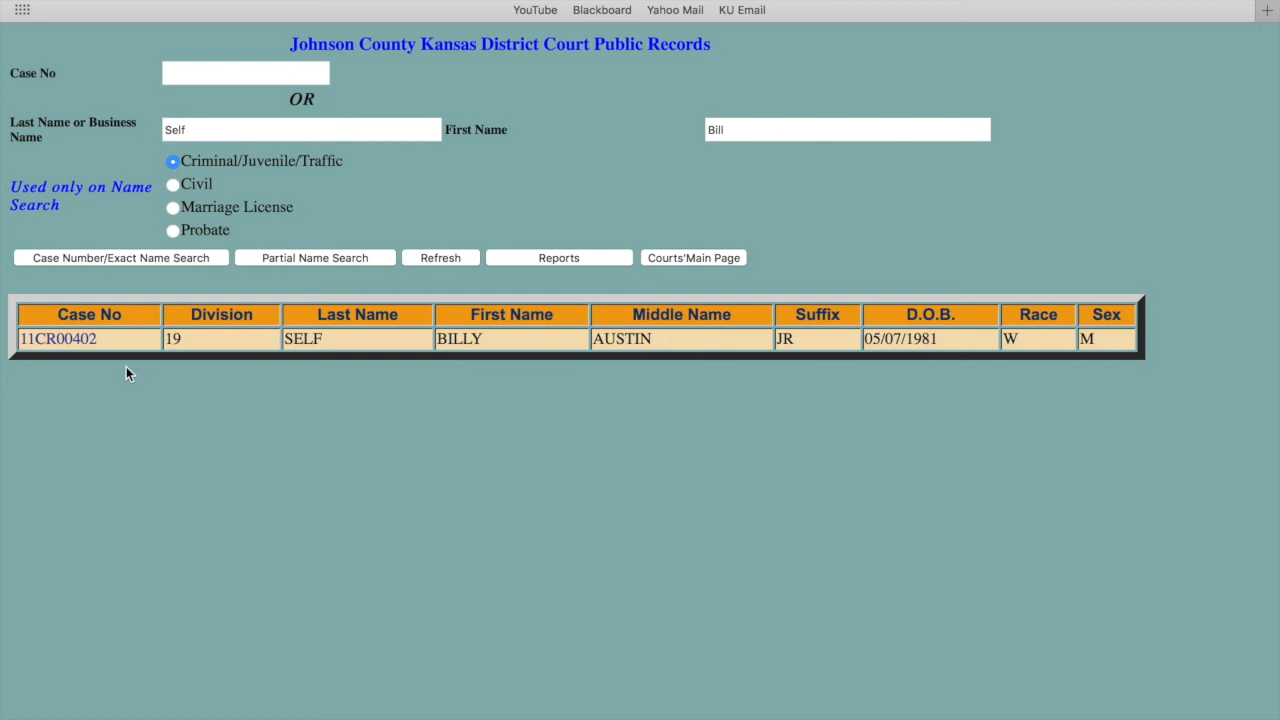 YouTube Blackboard Yahoo Mail KU Email
Johnson County Kansas District Court Public Records
Case No
OR
Last Name or Business Name Self First Name Bill
Used only on Name Search
Criminal/Juvenile/Traffic
Civil
Marriage License
Probate
Case Number/Exact Name Search Partial Name Search Refresh Reports Courts'Main Page
Case No Division Last Name First Name Middle Name Suffix D.O.B. Race Sex
11CR00402 19 SELF BILLY AUSTIN JR 05/07/1981 W M